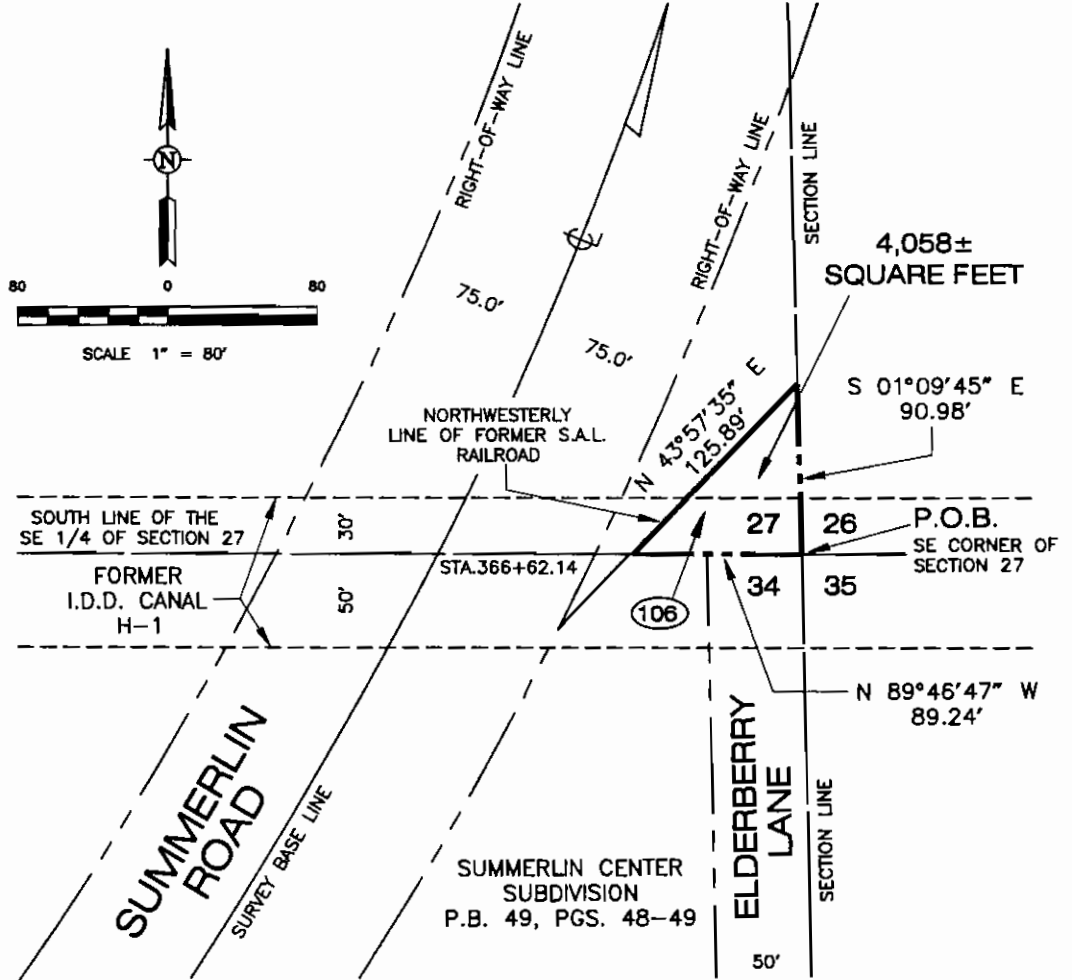 N
80 0 80
SCALE 1" = 80'
RIGHT-OF-WAY LINE
75.0'
℄
75.0'
RIGHT-OF-WAY LINE
SECTION LINE
4,058±
SQUARE FEET
NORTHWESTERLY
LINE OF FORMER S.A.L.
RAILROAD
N 43°57'35" E
125.89'
S 01°09'45" E
90.98'
SOUTH LINE OF THE
SE 1/4 OF SECTION 27
30'
27
26
P.O.B.
SE CORNER OF
SECTION 27
FORMER
I.D.D. CANAL
H-1
50'
STA.366+62.14
106
34
35
N 89°46'47" W
89.24'
SUMMERLIN
ROAD
SURVEY BASE LINE
SUMMERLIN CENTER
SUBDIVISION
P.B. 49, PGS. 48-49
ELDERBERRY
LANE
SECTION LINE
50'